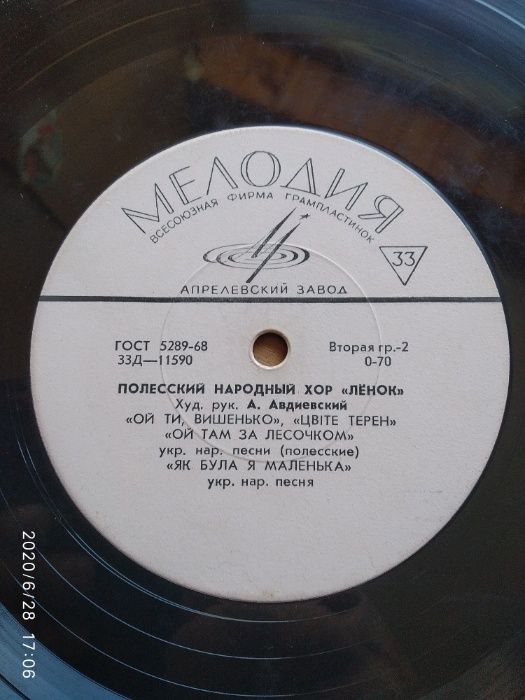 МЕЛОДИЯ
ВСЕСОЮЗНАЯ ФИРМА ГРАМПЛАСТИНОК
33
АПРЕЛЕВСКИЙ ЗАВОД
ГОСТ 5289-68 Вторая гр.-2
33Д—11590 0-70
ПОЛЕССКИЙ НАРОДНЫЙ ХОР «ЛЁНОК»
Худ. рук. А. Авдиевский
«ОЙ ТИ, ВИШЕНЬКО», «ЦВІТЕ ТЕРЕН»
«ОЙ ТАМ ЗА ЛЕСОЧКОМ»
укр. нар. песни (полесские)
«ЯК БУЛА Я МАЛЕНЬКА»
укр. нар. песня
2020/6/28 17:06